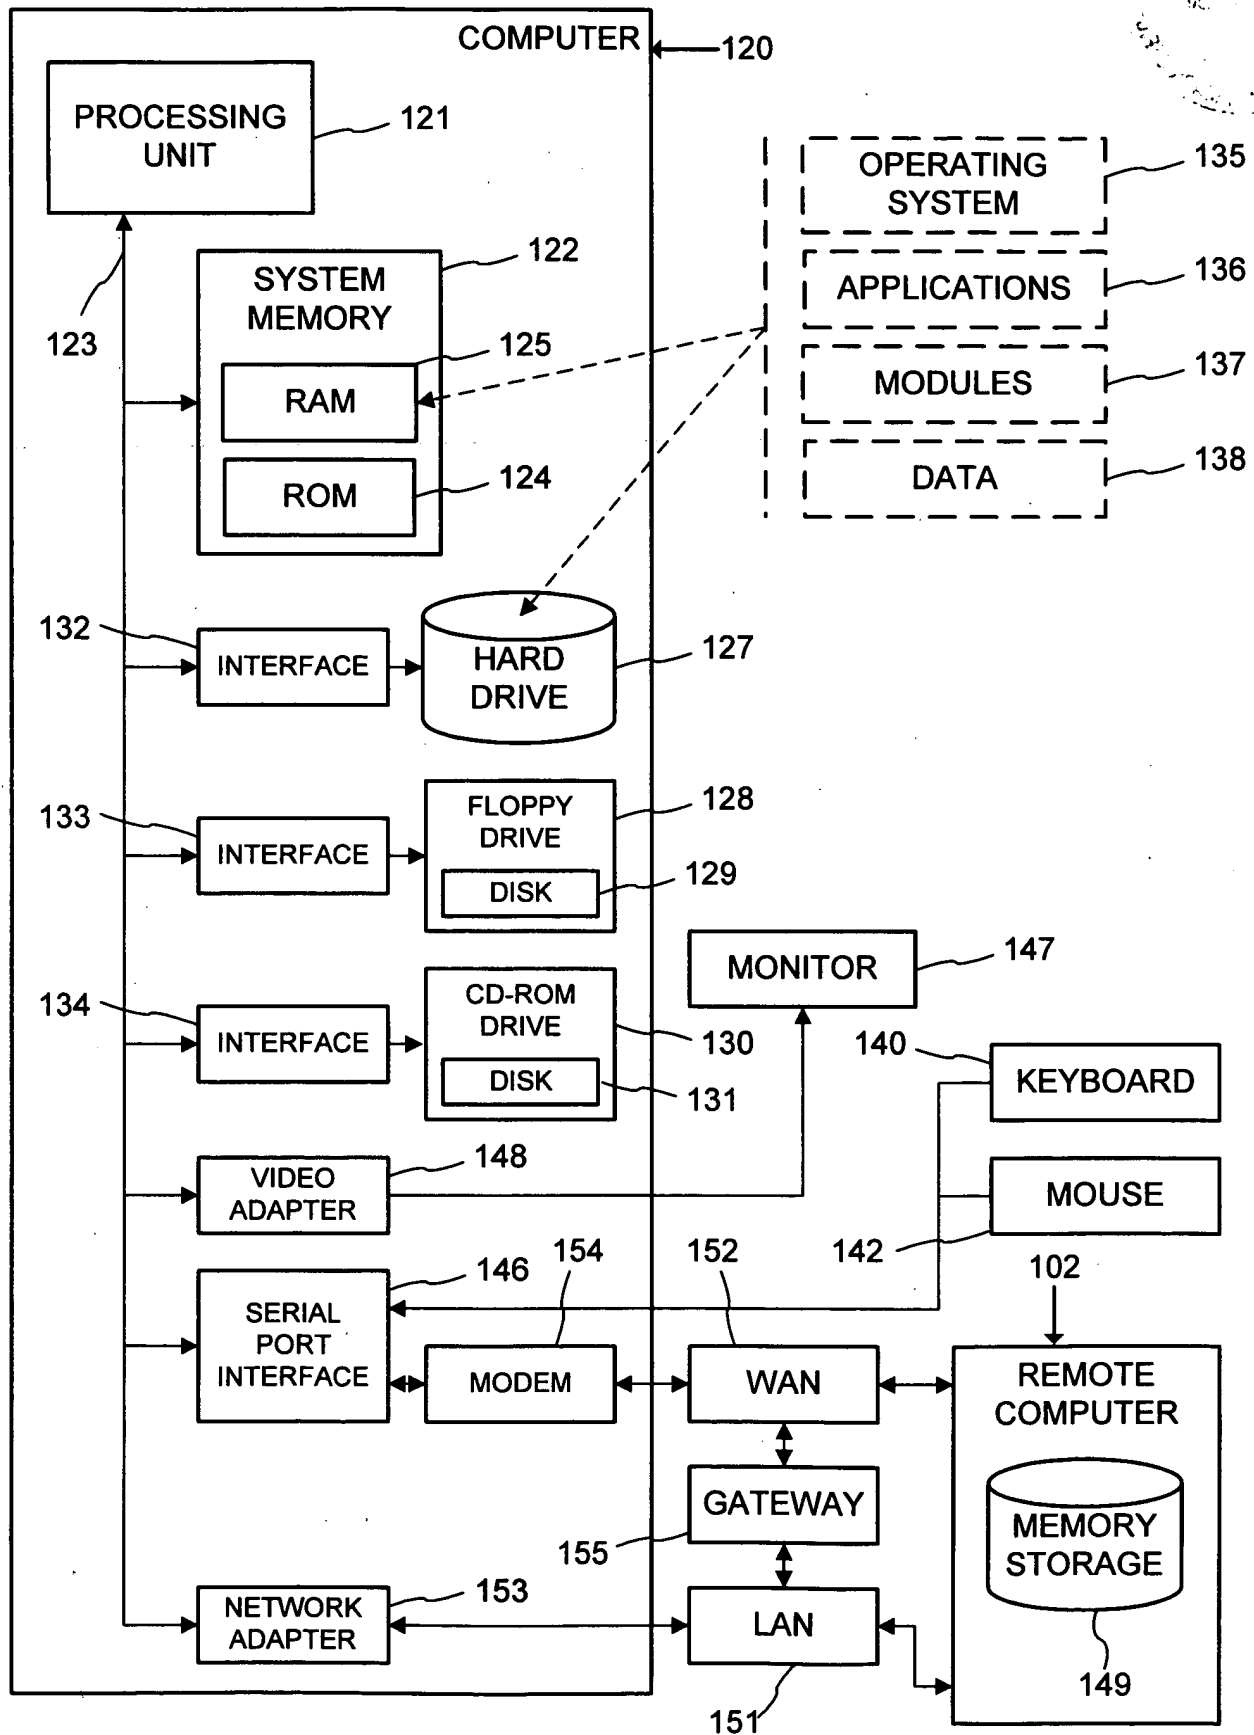 COMPUTER
120
PROCESSING
UNIT
121
123
SYSTEM
MEMORY
122
RAM
125
ROM
124
OPERATING
SYSTEM
135
APPLICATIONS
136
MODULES
137
DATA
138
132
INTERFACE
HARD
DRIVE
127
133
INTERFACE
FLOPPY
DRIVE
128
DISK
129
134
INTERFACE
CD-ROM
DRIVE
130
DISK
131
MONITOR
147
140
KEYBOARD
MOUSE
142
VIDEO
ADAPTER
148
146
SERIAL
PORT
INTERFACE
154
MODEM
152
WAN
102
REMOTE
COMPUTER
MEMORY
STORAGE
149
GATEWAY
155
NETWORK
ADAPTER
153
LAN
151